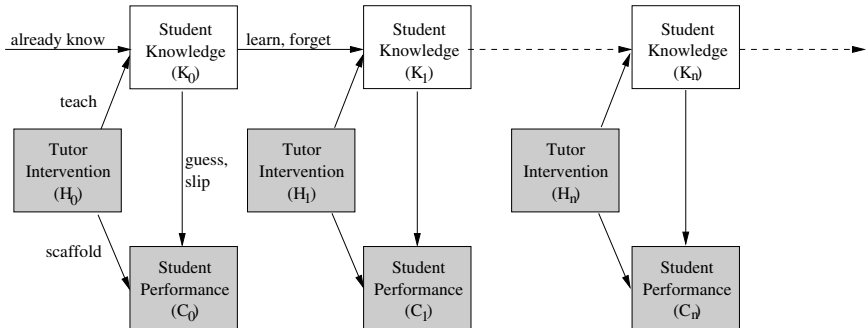 already know
Student
Knowledge
(K0)
learn, forget
Student
Knowledge
(K1)
Student
Knowledge
(Kn)
teach
Tutor
Intervention
(H0)
guess,
slip
Tutor
Intervention
(H1)
Tutor
Intervention
(Hn)
scaffold
Student
Performance
(C0)
Student
Performance
(C1)
Student
Performance
(Cn)